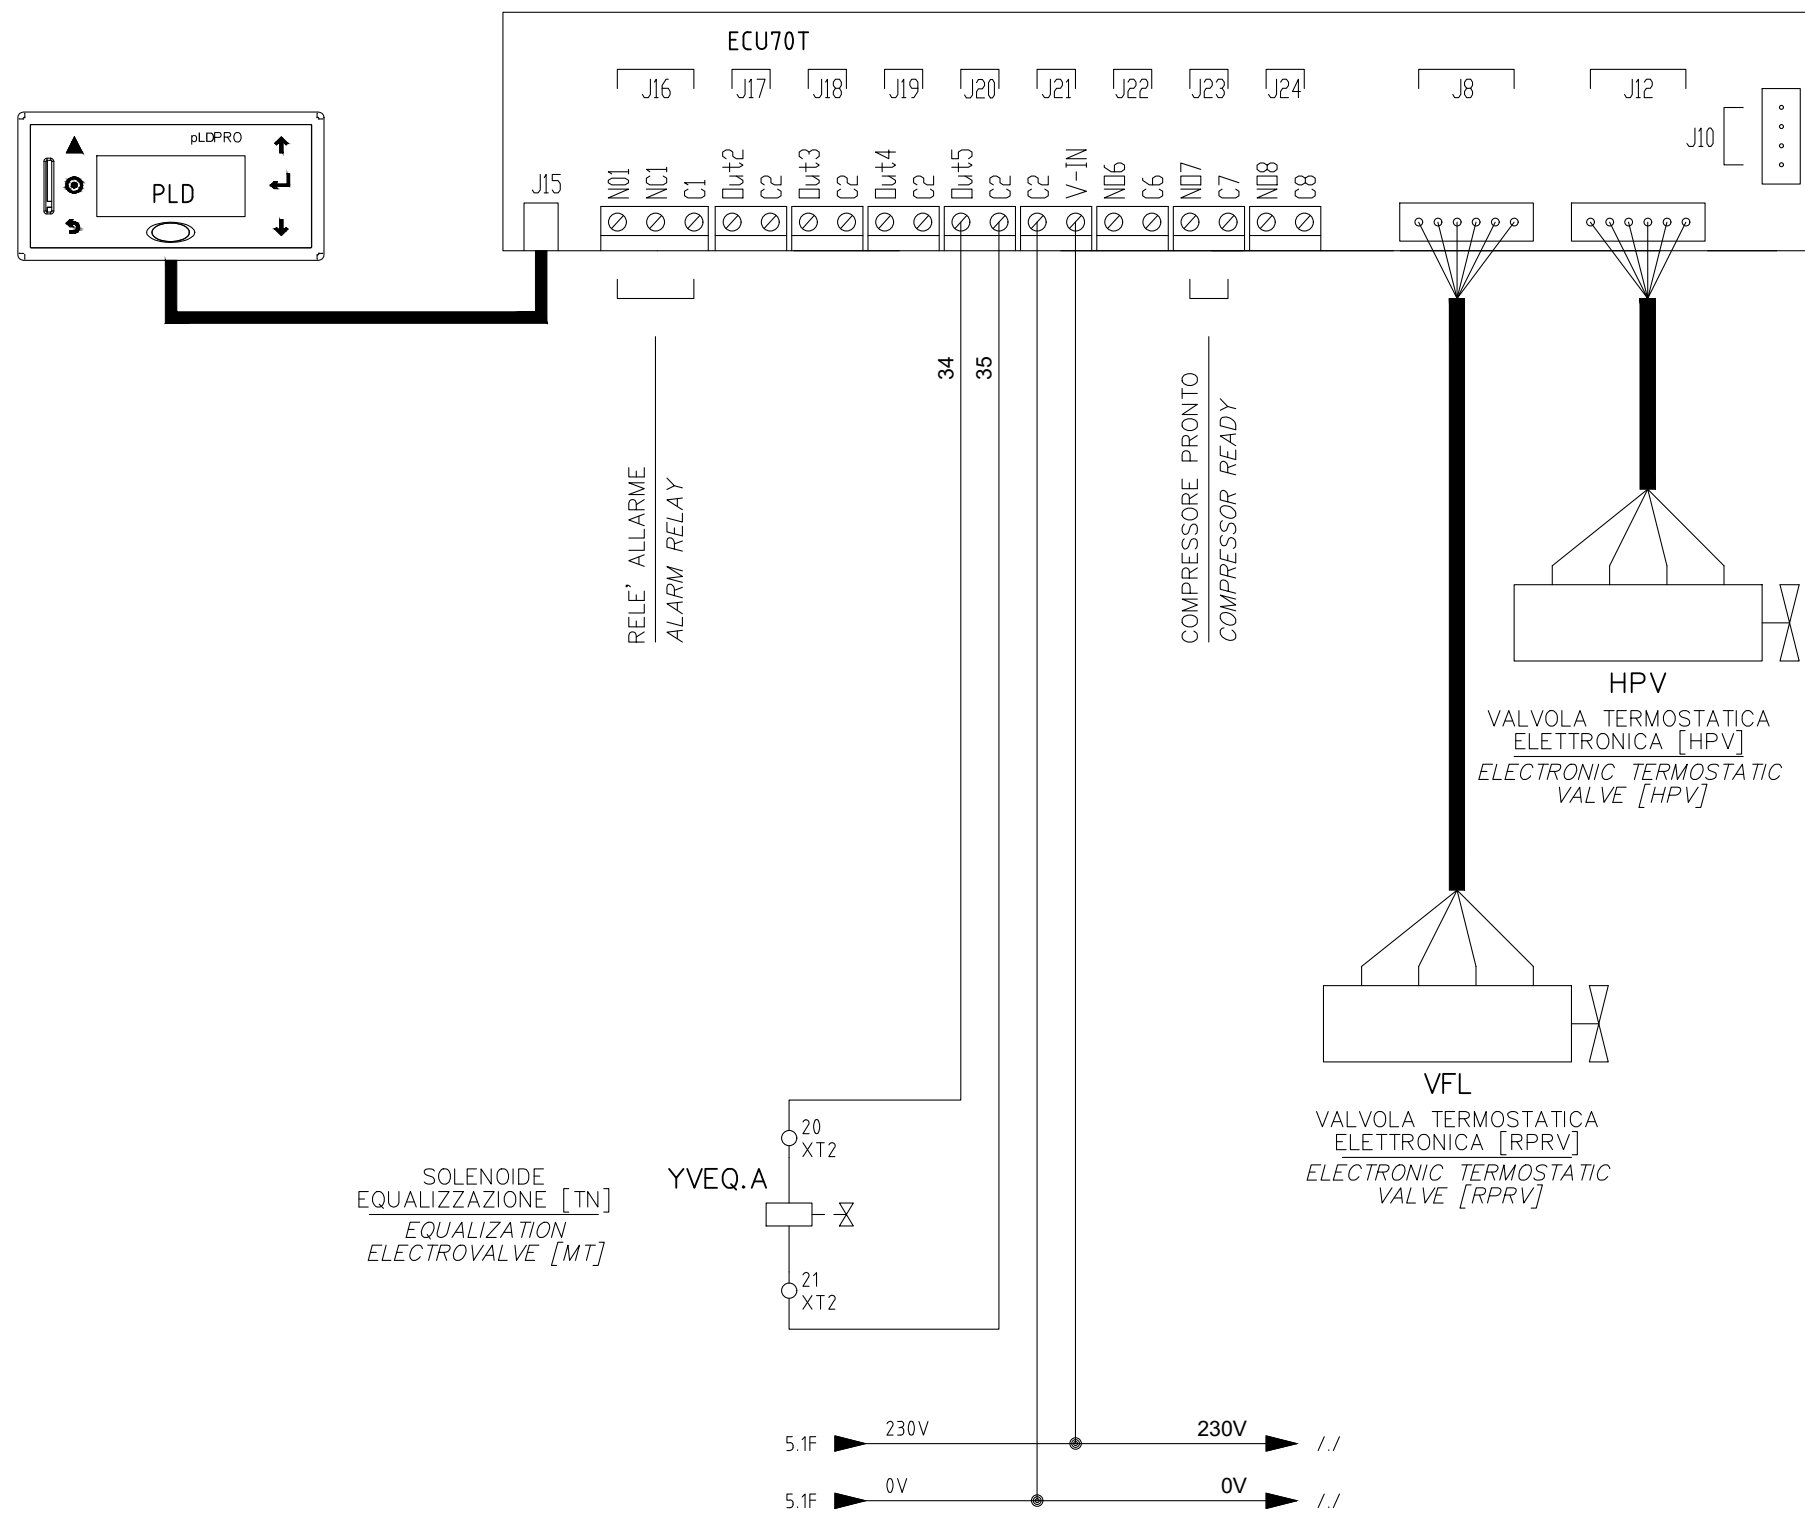 ECU70T
J16 J17 J18 J19 J20 J21 J22 J23 J24 J8 J12
J10
pLDPRO
PLD
J15
NO1 NC1 C1 Out2 C2 Out3 C2 Out4 C2 Out5 C2 C2 V-IN NO6 C6 NO7 C7 NO8 C8
34
35
RELE' ALLARME
ALARM RELAY
COMPRESSORE PRONTO
COMPRESSOR READY
HPV
VALVOLA TERMOSTATICA
ELETTRONICA [HPV]
ELECTRONIC TERMOSTATIC
VALVE [HPV]
VFL
VALVOLA TERMOSTATICA
ELETTRONICA [RPRV]
ELECTRONIC TERMOSTATIC
VALVE [RPRV]
20
XT2
YVEQ.A
SOLENOIDE
EQUALIZZAZIONE [TN]
EQUALIZATION
ELECTROVALVE [MT]
21
XT2
5.1F 230V 230V /./
5.1F 0V 0V /./